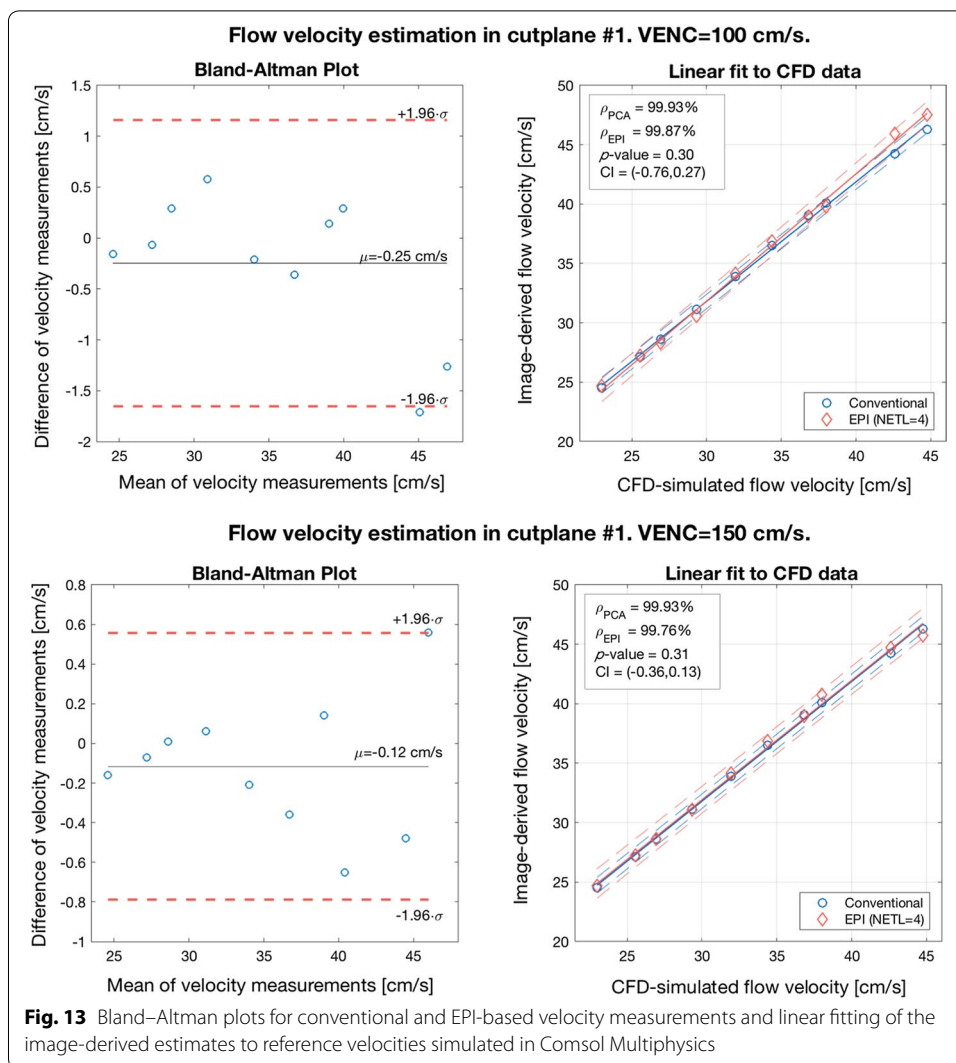 Flow velocity estimation in cutplane #1. VENC=100 cm/s.
Bland-Altman Plot
Difference of velocity measurements [cm/s]
1.5
1
0.5
0
-0.5
-1
-1.5
-2
+1.96·σ
μ=-0.25 cm/s
-1.96·σ
25 30 35 40 45
Mean of velocity measurements [cm/s]
Linear fit to CFD data
Image-derived flow velocity [cm/s]
50
45
40
35
30
25
20
ρPCA = 99.93%
ρEPI = 99.87%
p-value = 0.30
CI = (-0.76,0.27)
Conventional
EPI (NETL=4)
25 30 35 40 45
CFD-simulated flow velocity [cm/s]
Flow velocity estimation in cutplane #1. VENC=150 cm/s.
Bland-Altman Plot
Difference of velocity measurements [cm/s]
0.8
0.6
0.4
0.2
0
-0.2
-0.4
-0.6
-0.8
-1
+1.96·σ
μ=-0.12 cm/s
-1.96·σ
25 30 35 40 45
Mean of velocity measurements [cm/s]
Linear fit to CFD data
Image-derived flow velocity [cm/s]
50
45
40
35
30
25
20
ρPCA = 99.93%
ρEPI = 99.76%
p-value = 0.31
CI = (-0.36,0.13)
Conventional
EPI (NETL=4)
25 30 35 40 45
CFD-simulated flow velocity [cm/s]
Fig. 13 Bland–Altman plots for conventional and EPI-based velocity measurements and linear fitting of the
image-derived estimates to reference velocities simulated in Comsol Multiphysics